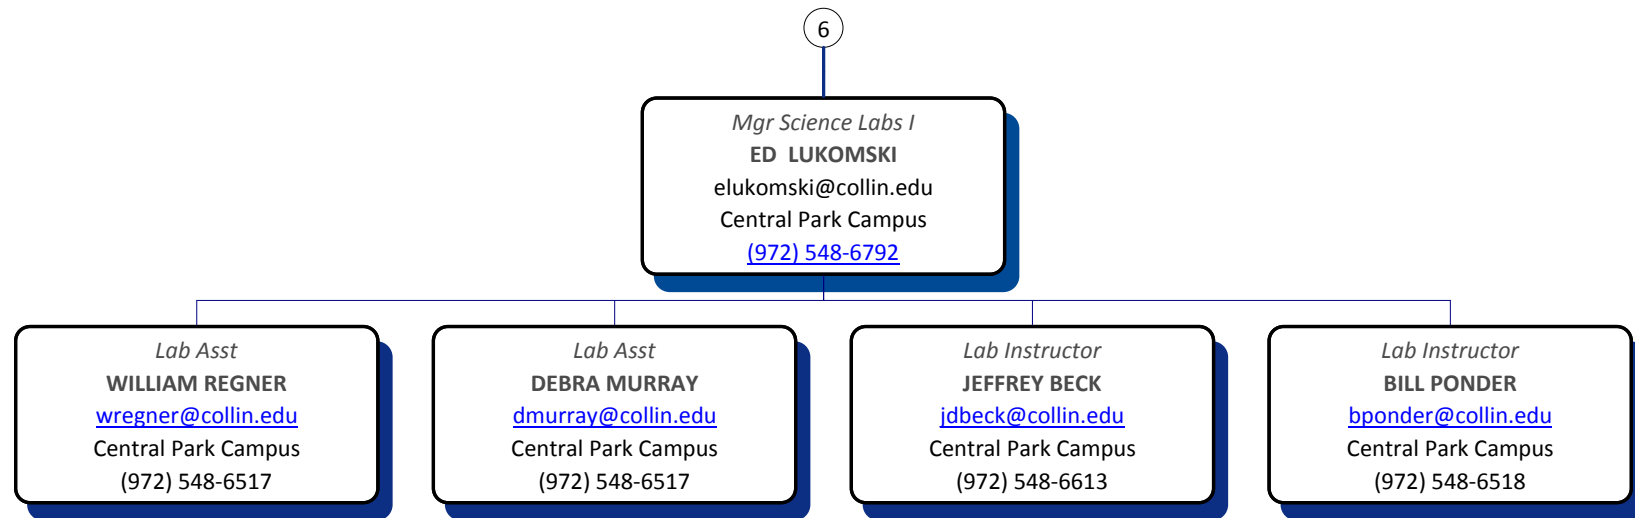 6
Mgr Science Labs I
ED LUKOMSKI
elukomski@collin.edu
Central Park Campus
(972) 548-6792
Lab Asst
WILLIAM REGNER
wregner@collin.edu
Central Park Campus
(972) 548-6517
Lab Asst
DEBRA MURRAY
dmurray@collin.edu
Central Park Campus
(972) 548-6517
Lab Instructor
JEFFREY BECK
jdbeck@collin.edu
Central Park Campus
(972) 548-6613
Lab Instructor
BILL PONDER
bponder@collin.edu
Central Park Campus
(972) 548-6518